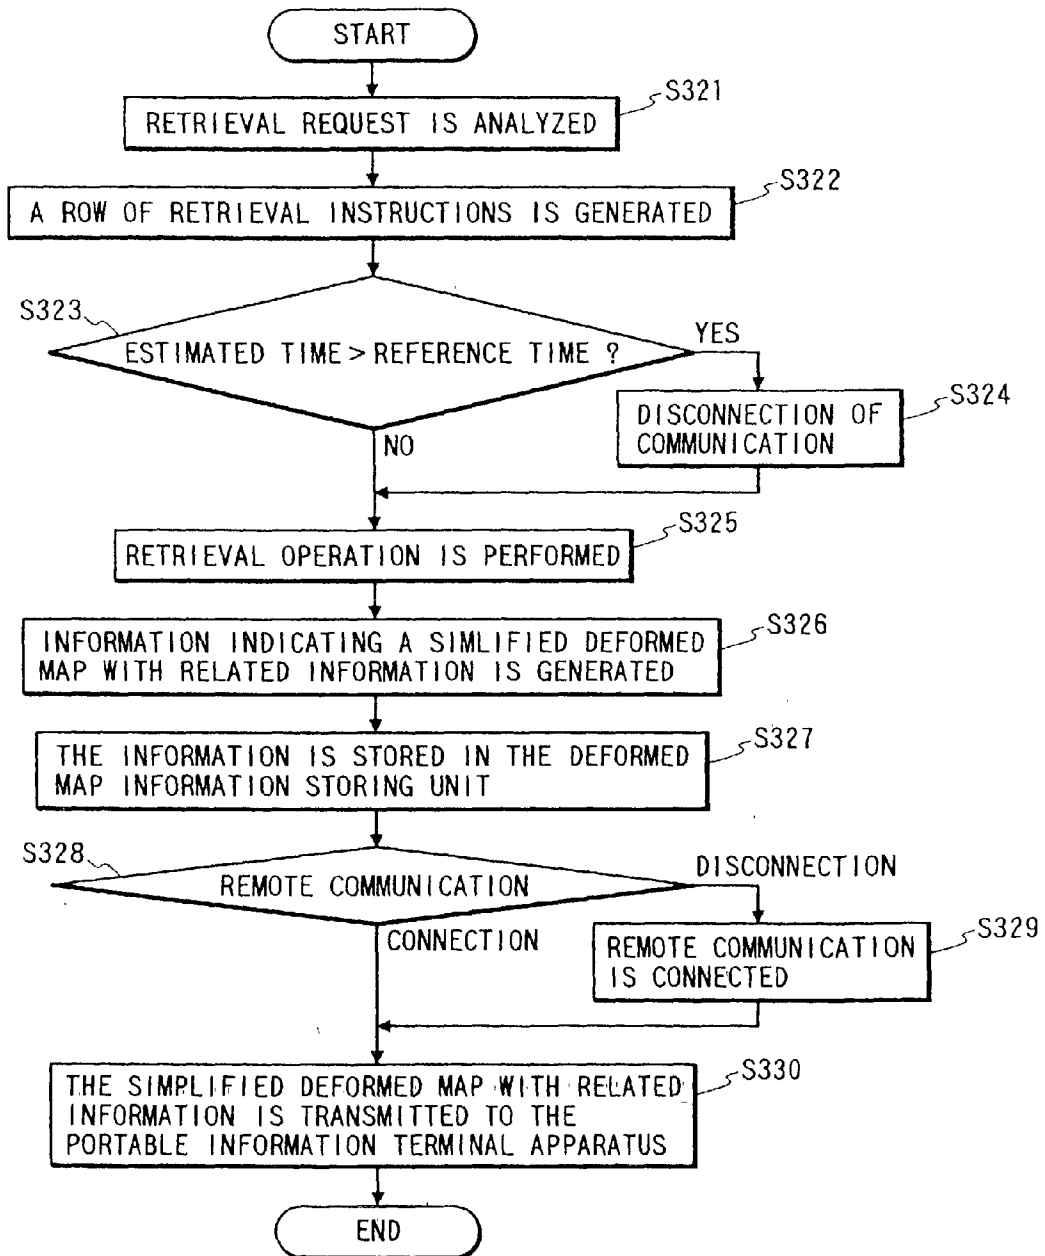 START
S321
RETRIEVAL REQUEST IS ANALYZED
S322
A ROW OF RETRIEVAL INSTRUCTIONS IS GENERATED
S323
ESTIMATED TIME > REFERENCE TIME ?
YES
S324
DISCONNECTION OF
COMMUNICATION
NO
S325
RETRIEVAL OPERATION IS PERFORMED
S326
INFORMATION INDICATING A SIMLIFIED DEFORMED
MAP WITH RELATED INFORMATION IS GENERATED
S327
THE INFORMATION IS STORED IN THE DEFORMED
MAP INFORMATION STORING UNIT
S328
REMOTE COMMUNICATION
DISCONNECTION
CONNECTION
S329
REMOTE COMMUNICATION
IS CONNECTED
S330
THE SIMPLIFIED DEFORMED MAP WITH RELATED
INFORMATION IS TRANSMITTED TO THE
PORTABLE INFORMATION TERMINAL APPARATUS
END